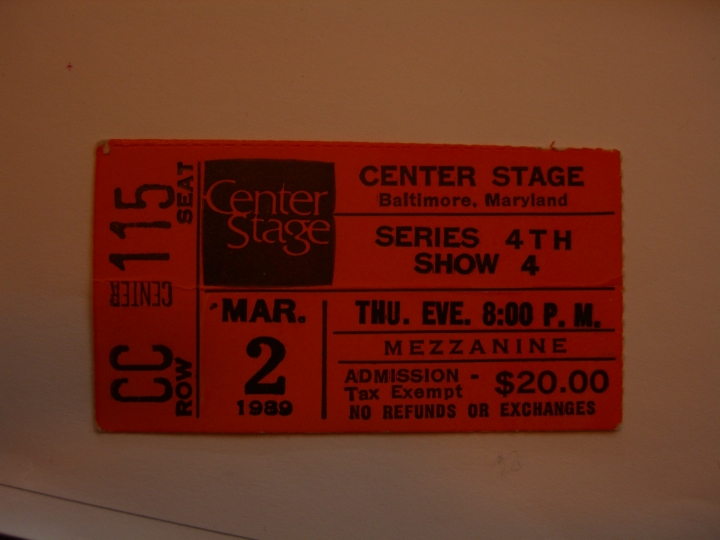 SEAT
115
CENTER
CC
ROW
Center
Stage
CENTER STAGE
Baltimore, Maryland
SERIES 4TH
SHOW 4
MAR.
2
1989
THU. EVE. 8:00 P. M.
MEZZANINE
ADMISSION - $20.00
Tax Exempt
NO REFUNDS OR EXCHANGES